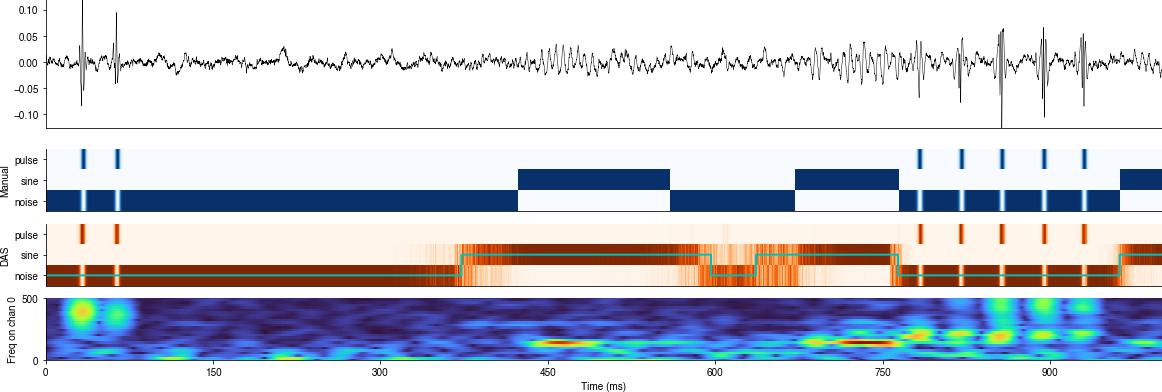 0.10
0.05
0.00
−0.05
−0.10
Manual
pulse
sine
noise
DAS
pulse
sine
noise
Freq on chan 0
500
0
0 150 300 450 600 750 900
Time (ms)